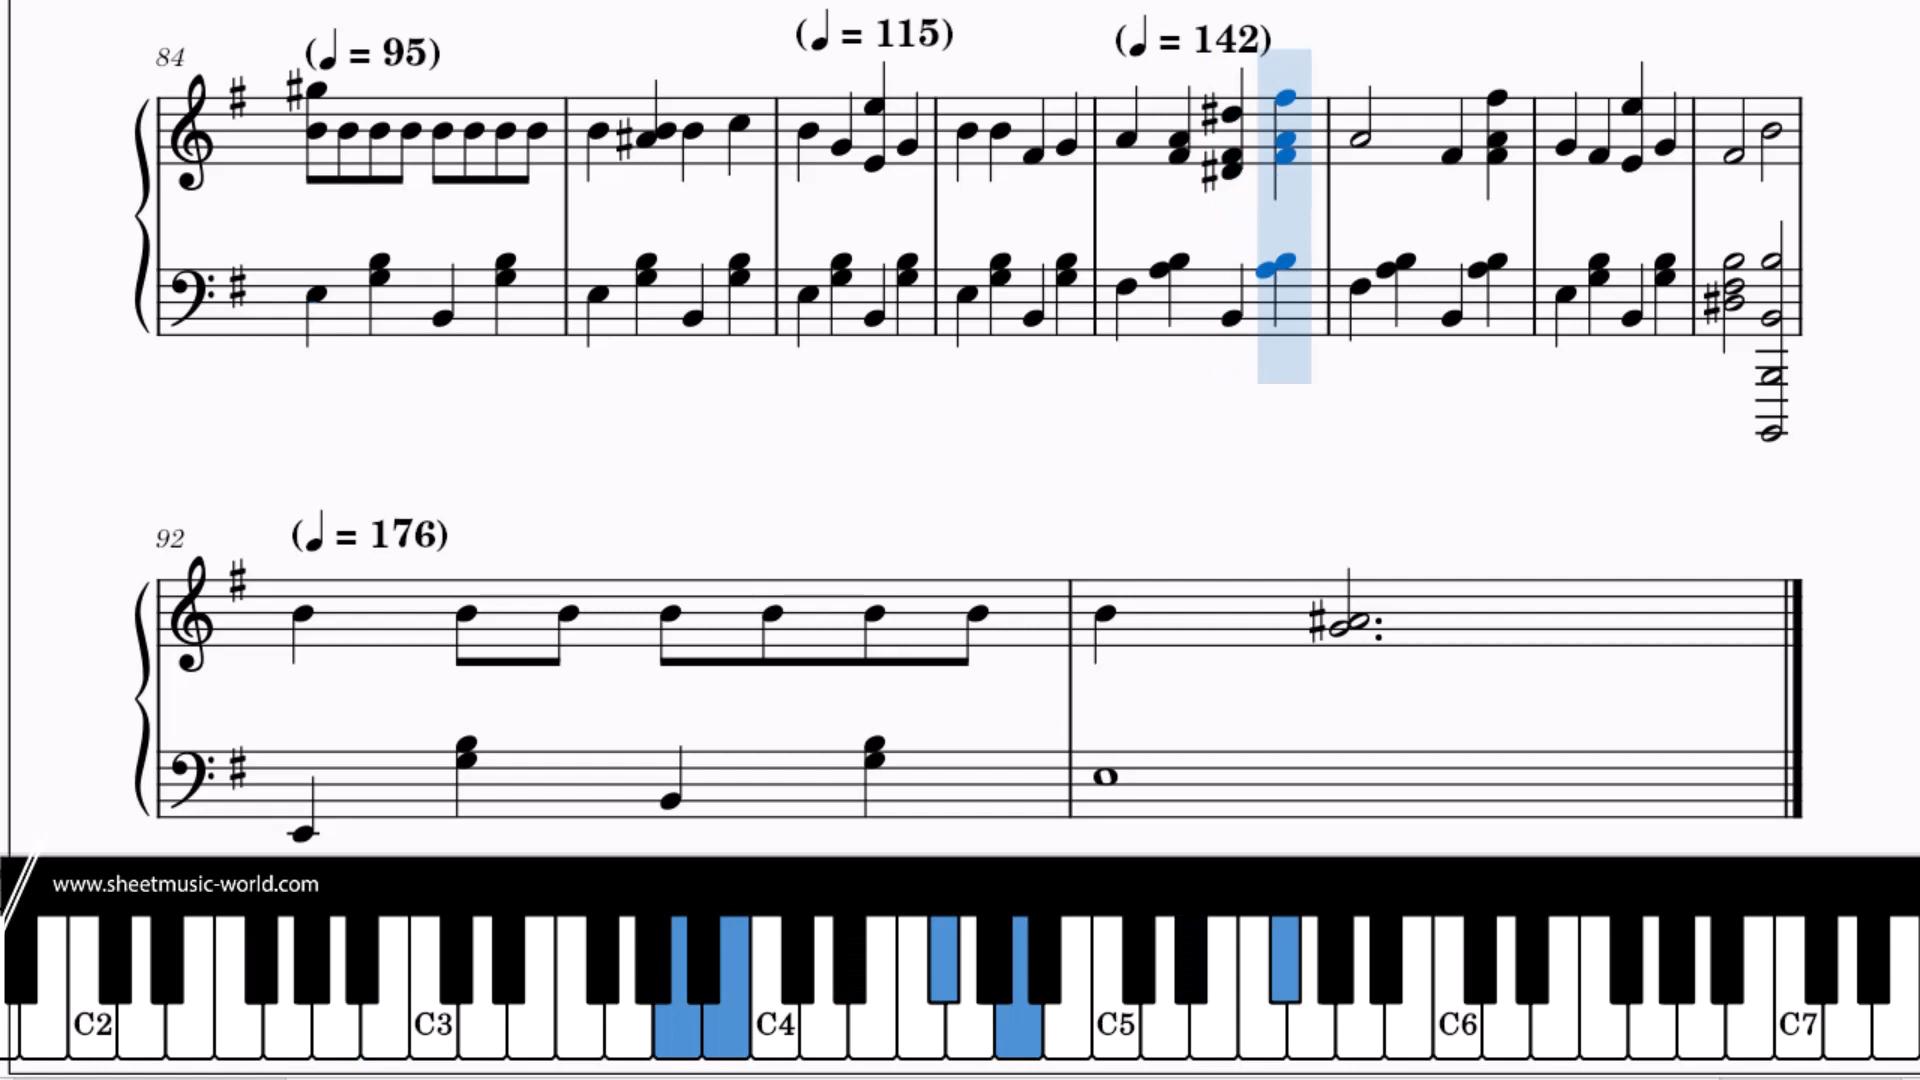 84
(♩ = 95)
(♩ = 115)
(♩ = 142)
92
(♩ = 176)
www.sheetmusic-world.com
C2 C3 C4 C5 C6 C7